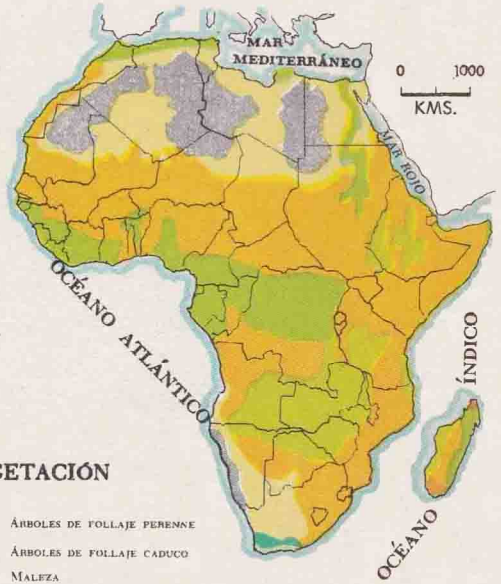 MAR
MEDITERRÁNEO
0 1000
KMS.
MAR ROJO
OCÉANO ATLÁNTICO
ÍNDICO
OCÉANO
ETACIÓN
ÁRBOLES DE FOLLAJE PERENNE
ÁRBOLES DE FOLLAJE CADUCO
MALEZA